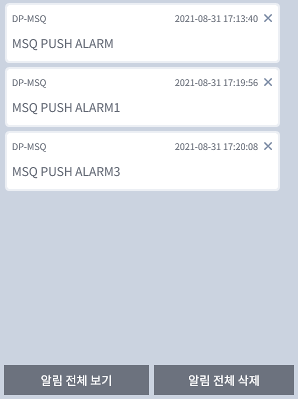 DP-MSQ 2021-08-31 17:13:40
MSQ PUSH ALARM
DP-MSQ 2021-08-31 17:19:56
MSQ PUSH ALARM1
DP-MSQ 2021-08-31 17:20:08
MSQ PUSH ALARM3
알림 전체 보기 알림 전체 삭제